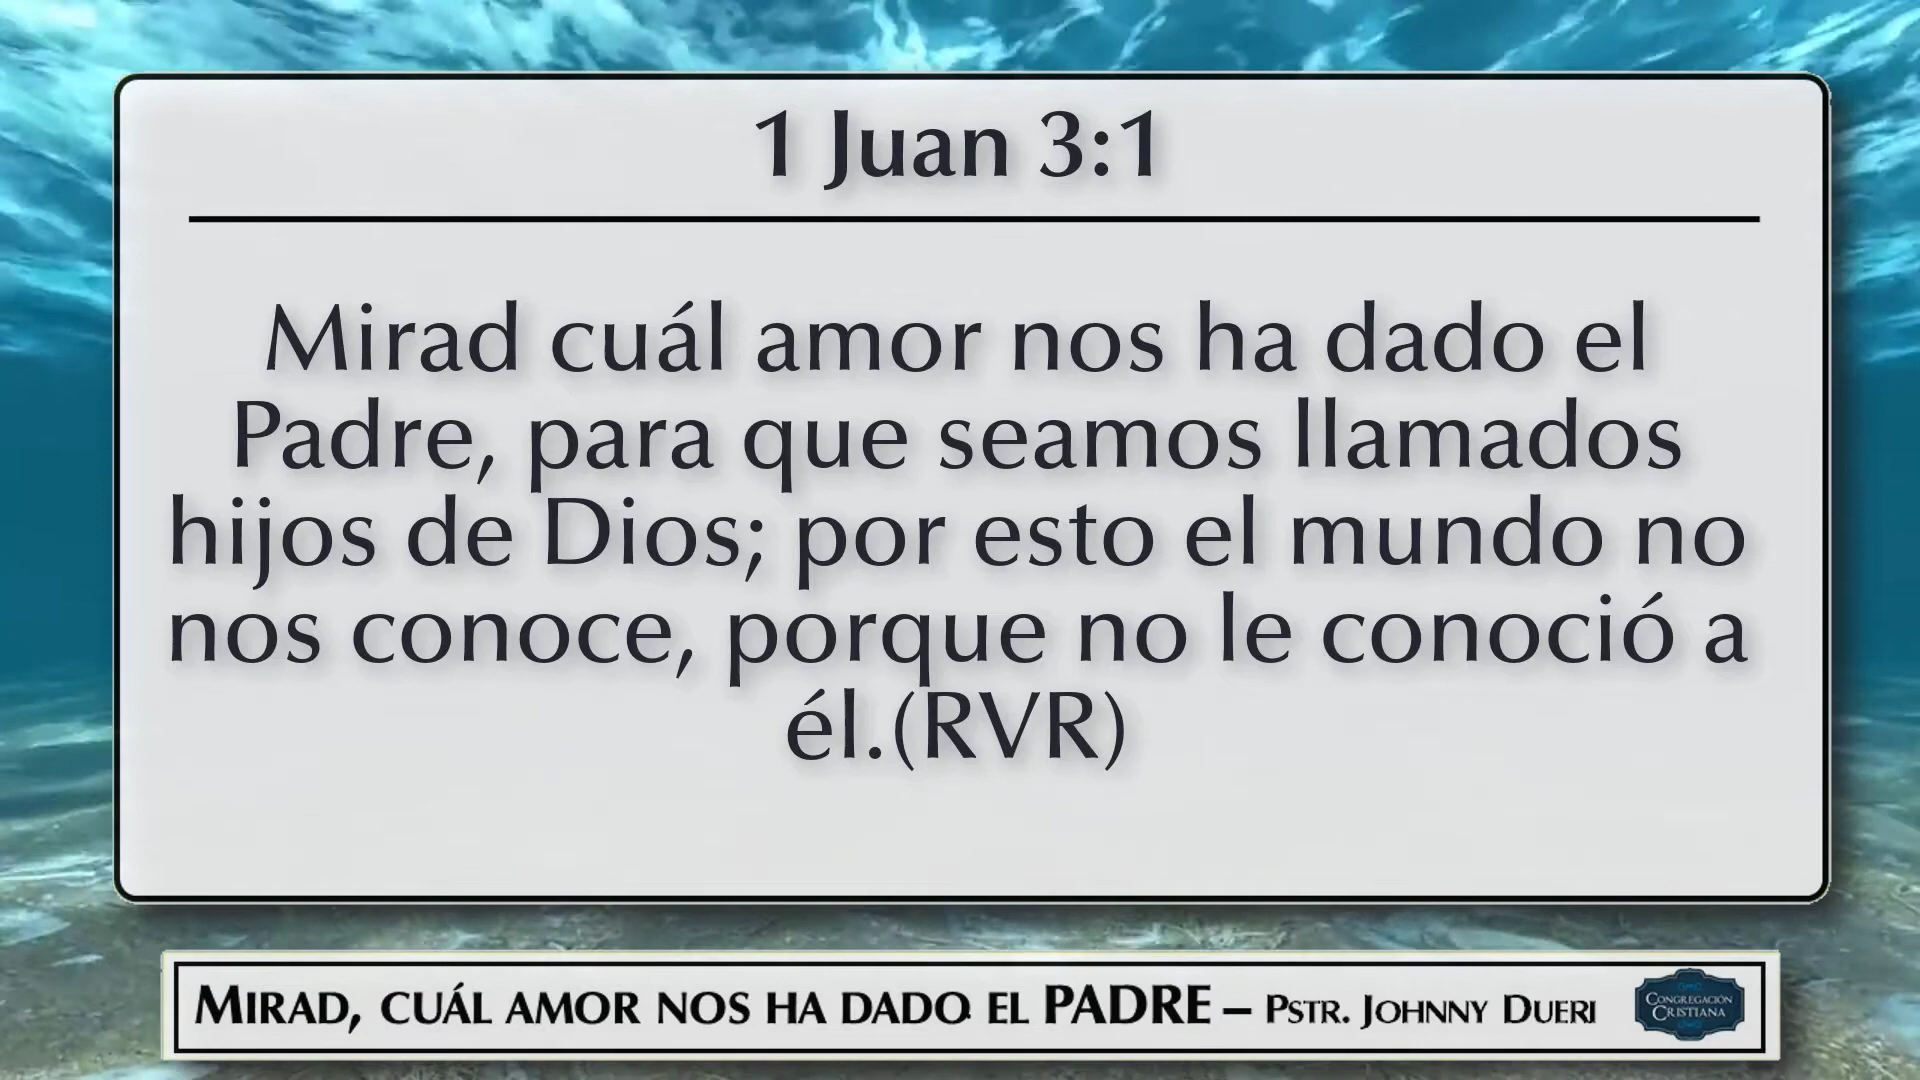 1 Juan 3:1
Mirad cuál amor nos ha dado el
Padre, para que seamos llamados
hijos de Dios; por esto el mundo no
nos conoce, porque no le conoció a
él.(RVR)
MIRAD, CUÁL AMOR NOS HA DADO EL PADRE – PSTR. JOHNNY DUERI
CONGREGACIÓN
CRISTIANA